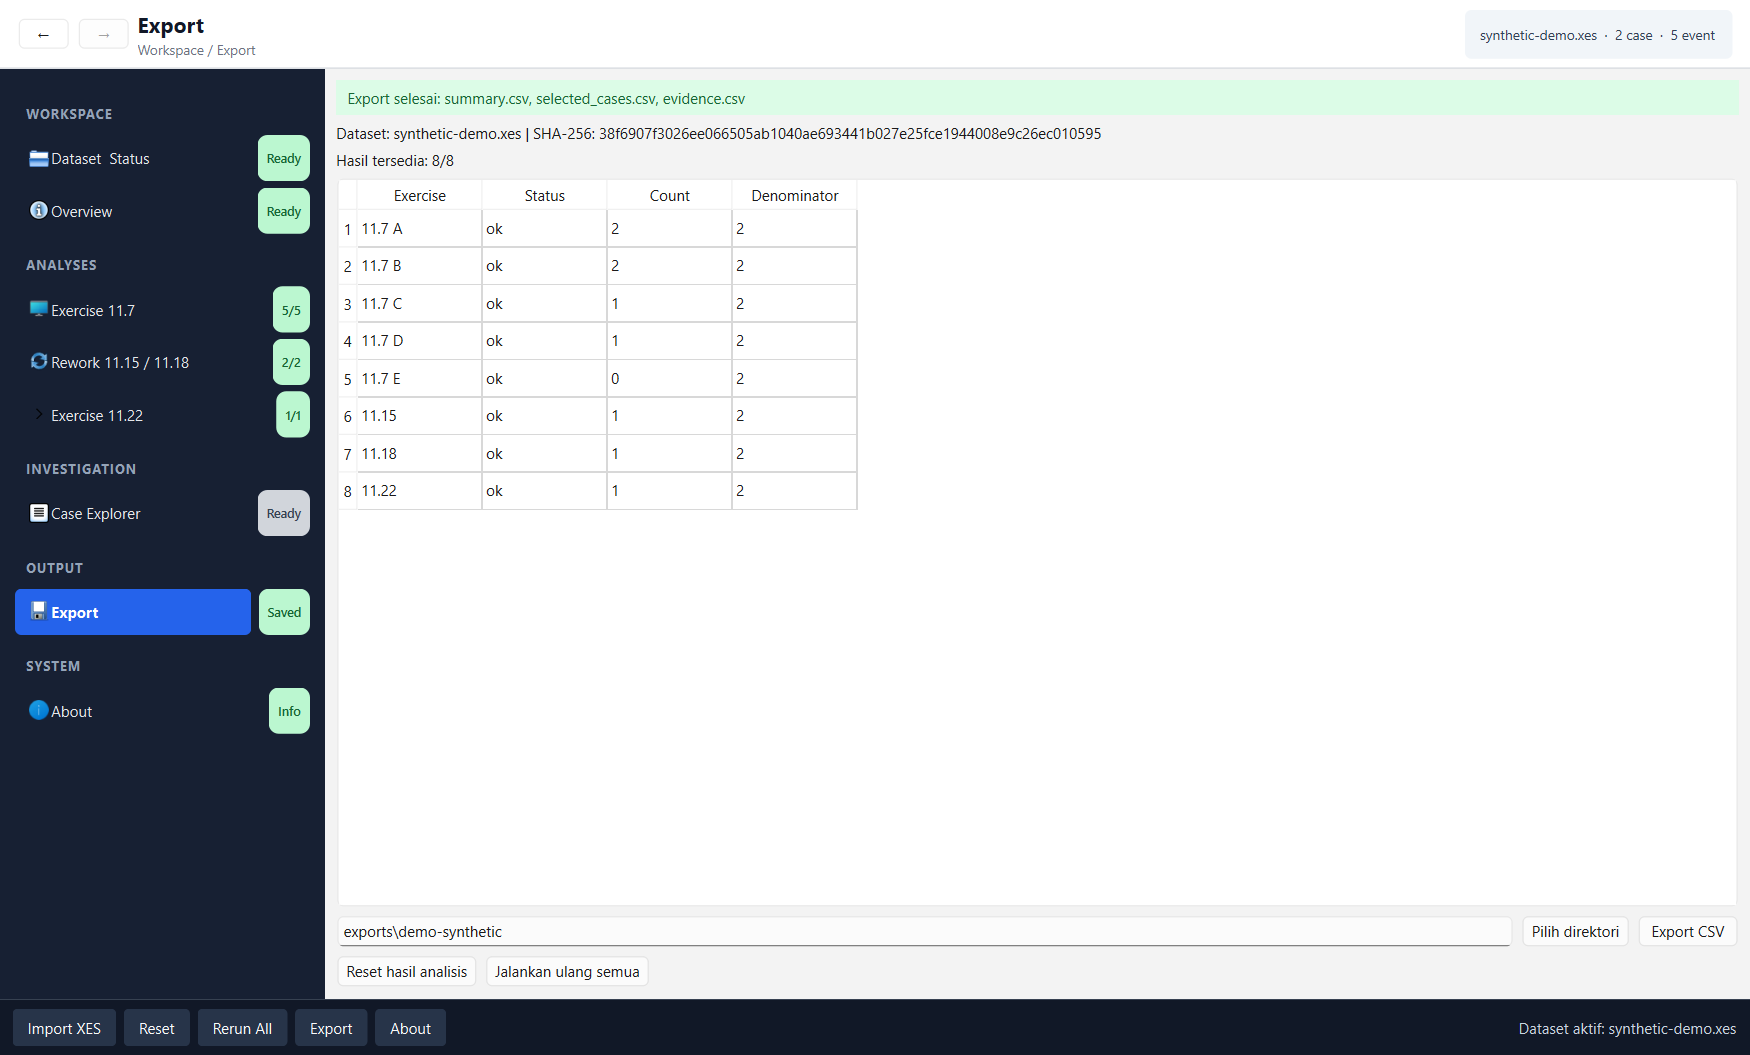 ← → Export
Workspace / Export
synthetic-demo.xes · 2 case · 5 event
WORKSPACE
Dataset Status Ready
Overview Ready
ANALYSES
Exercise 11.7 5/5
Rework 11.15 / 11.18 2/2
Exercise 11.22 1/1
INVESTIGATION
Case Explorer Ready
OUTPUT
Export Saved
SYSTEM
About Info
Export selesai: summary.csv, selected_cases.csv, evidence.csv
Dataset: synthetic-demo.xes | SHA-256: 38f6907f3026ee066505ab1040ae693441b027e25fce1944008e9c26ec010595
Hasil tersedia: 8/8
Exercise Status Count Denominator
1 11.7 A ok 2 2
2 11.7 B ok 2 2
3 11.7 C ok 1 2
4 11.7 D ok 1 2
5 11.7 E ok 0 2
6 11.15 ok 1 2
7 11.18 ok 1 2
8 11.22 ok 1 2
exports\demo-synthetic Pilih direktori Export CSV
Reset hasil analisis Jalankan ulang semua
Import XES Reset Rerun All Export About Dataset aktif: synthetic-demo.xes